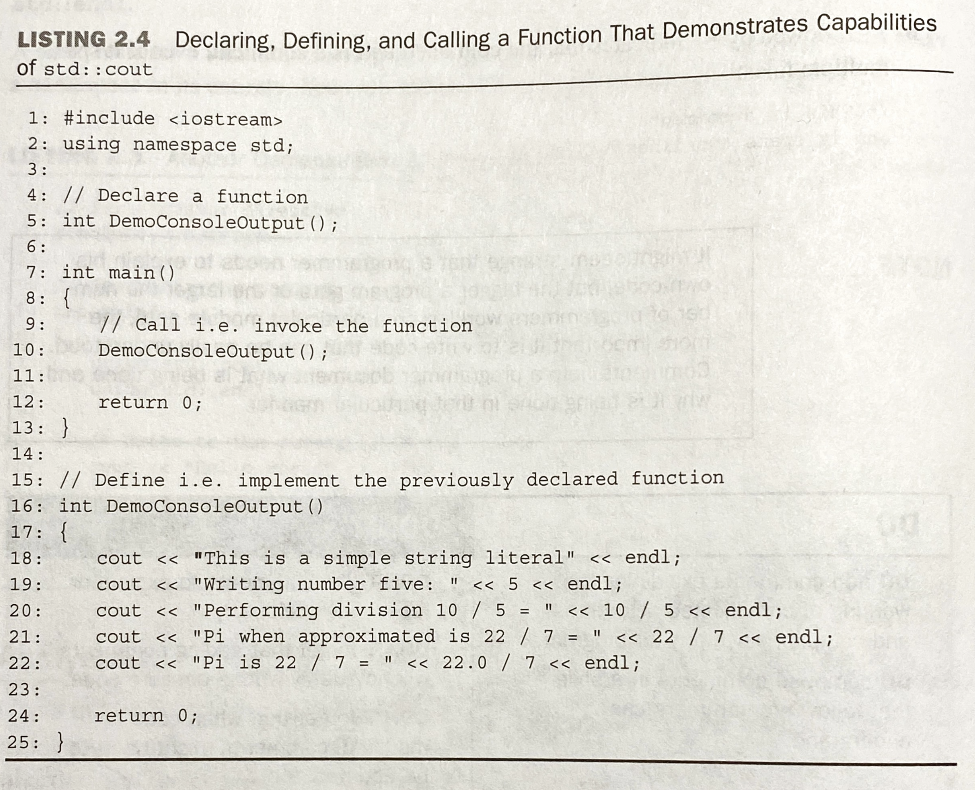 LISTING 2.4 Declaring, Defining, and Calling a Function That Demonstrates Capabilities
of std::cout
1: #include <iostream>
2: using namespace std;
3:
4: // Declare a function
5: int DemoConsoleOutput();
6:
7: int main()
8: {
9:     // Call i.e. invoke the function
10:     DemoConsoleOutput();
11:
12:     return 0;
13: }
14:
15: // Define i.e. implement the previously declared function
16: int DemoConsoleOutput()
17: {
18:     cout << "This is a simple string literal" << endl;
19:     cout << "Writing number five: " << 5 << endl;
20:     cout << "Performing division 10 / 5 = " << 10 / 5 << endl;
21:     cout << "Pi when approximated is 22 / 7 = " << 22 / 7 << endl;
22:     cout << "Pi is 22 / 7 = " << 22.0 / 7 << endl;
23:
24:     return 0;
25: }